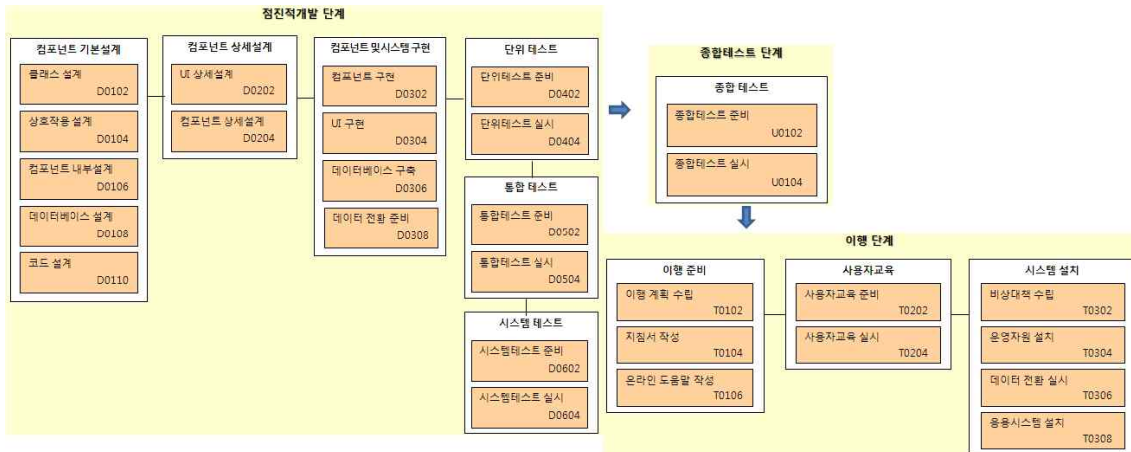 점진적개발 단계
컴포넌트 기본설계
클래스 설계
D0102
상호작용 설계
D0104
컴포넌트 내부설계
D0106
데이터베이스 설계
D0108
코드 설계
D0110
컴포넌트 상세설계
UI 상세설계
D0202
컴포넌트 상세설계
D0204
컴포넌트 및시스템 구현
컴포넌트 구현
D0302
UI 구현
D0304
데이터베이스 구축
D0306
데이터 전환 준비
D0308
단위 테스트
단위테스트 준비
D0402
단위테스트 실시
D0404
통합 테스트
통합테스트 준비
D0502
통합테스트 실시
D0504
시스템 테스트
시스템테스트 준비
D0602
시스템테스트 실시
D0604
종합테스트 단계
종합 테스트
종합테스트 준비
U0102
종합테스트 실시
U0104
이행 단계
이행 준비
이행 계획 수립
T0102
지침서 작성
T0104
온라인 도움말 작성
T0106
사용자교육
사용자교육 준비
T0202
사용자교육 실시
T0204
시스템 설치
비상대책 수립
T0302
운영자원 설치
T0304
데이터 전환 실시
T0306
응용시스템 설치
T0308